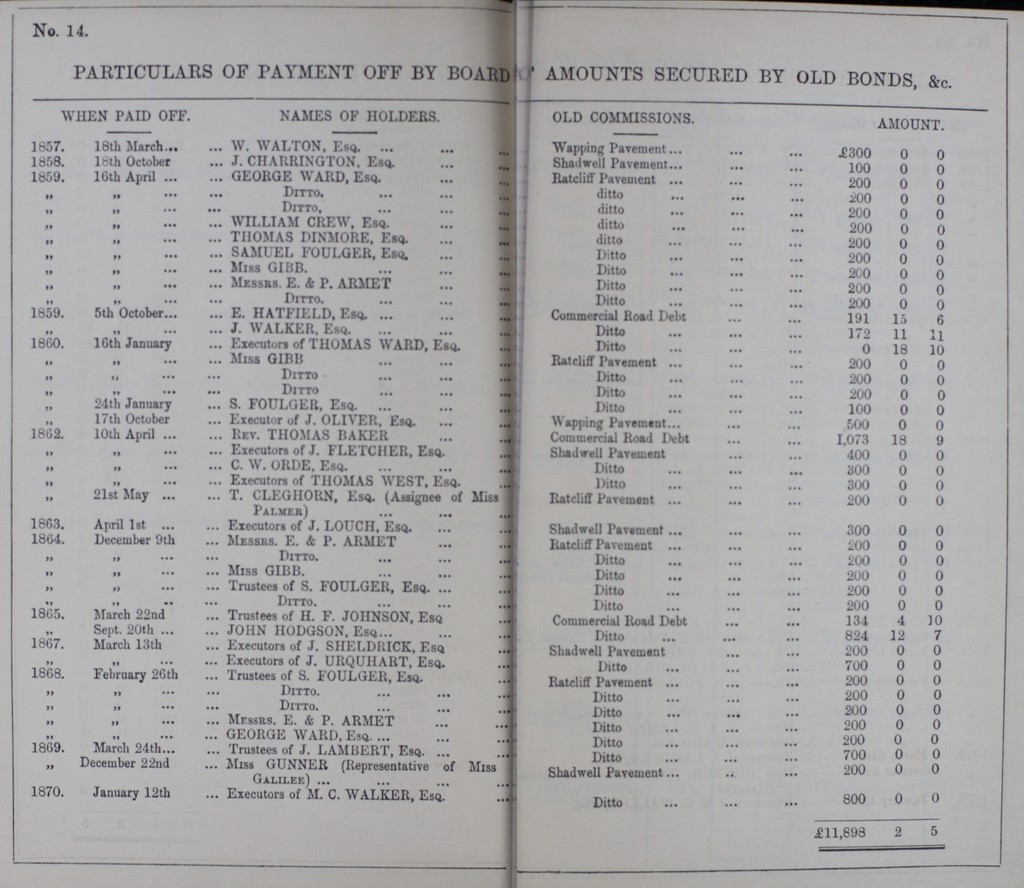 No. 14.
PARTICULARS OF PAYMENT OFF BY BOARD O' AMOUNTS SECURED BY OLD BONDS, &c.
WHEN PAID OFF. NAMES OF HOLDERS. OLD COMMISSIONS. AMOUNT.
1857. 18th March... ... W. WALTON, Esq. ... ... Wapping Pavement... ... ... £300 0 0
1858. 18th October ... J. CHARRINGTON, Esq. ... ... Shadwell Pavement... ... ... 100 0 0
1859. 16th April ... ... GEORGE WARD, Esq. ... ... Ratcliff Pavement ... ... ... 200 0 0
„ „ ... ... Ditto. ... ... ditto ... ... ... 200 0 0
„ „ ... ... Ditto, ... ... ditto ... ... ... 200 0 0
„ „ ... ... WILLIAM CREW, Esq. ... ... ditto ... ... ... 200 0 0
„ „ ... ... THOMAS DINMORE, Esq. ... ... ditto ... ... ... 200 0 0
„ „ ... ... SAMUEL FOULGER, Esq. ... ... Ditto ... ... ... 200 0 0
„ „ ... ... Miss GIBB. ... ... ... Ditto ... ... ... 200 0 0
„ „ ... ... Messrs. E. & P. ARMET ... ... Ditto ... ... ... 200 0 0
„ „ ... ... Ditto. ... ... Ditto ... ... ... 200 0 0
1859. 5th October... ... E. HATFIELD, Esq. ... ... ... Commercial Road Debt ... ... 191 15 6
„ „ ... ... J. WALKER, Esq. ... ... ... Ditto ... ... ... 172 11 11
1860. 16th January ... Executors of THOMAS WARD, Esq. ... Ditto ... ... ... 0 18 10
„ „ ... ... Miss GIBB ... ... ... Ratcliff Pavement ... ... ... 200 0 0
„ „ ... ... Ditto ... ... ... Ditto ... ... ... 200 0 0
„ „ ... ... Ditto ... ... ... Ditto ... ... ... 200 0 0
„ 24th January ... S. FOULGER, Esq. ... ... ... Ditto ... ... ... 100 0 0
„ 17th October ... Executor of J. OLIVER, Esq. ... ... Wapping Pavement... ... ... 500 0 0
1862. 10th April ... ... Rev. THOMAS BAKER ... ... Commercial Road Debt ... ... 1,073 18 9
„ „ ... ... Executors of J. FLETCHER, Esq. ... Shadwell Pavement ... ... 400 0 0
„ „ ... ... C. W. ORDE, Esq. ... ... ... Ditto ... ... ... 300 0 0
„ „ ... ... Executors of THOMAS WEST, Esq. ... Ditto ... ... ... 300 0 0
„ 21st May ... ... T. CLEGHORN, Esq. (Assignee of Miss Ratcliff Pavement ... ... ... 200 0 0
Palmer) ... ... ...
1863. April 1st ... ... Executors of J. LOUCH, Esq. ... ... Shadwell Pavement ... ... ... 300 0 0
1864. December 9th ... Messrs. E. & P. ARMET ... ... Ratcliff Pavement ... ... ... 200 0 0
„ „ ... ... Ditto. ... ... ... Ditto ... ... ... 200 0 0
„ „ ... ... Miss GIBB. ... ... ... Ditto ... ... ... 200 0 0
„ „ ... ... Trustees of S. FOULGER, Esq. ... ... Ditto ... ... ... 200 0 0
„ „ .. ... Ditto. ... ... ... Ditto ... ... ... 200 0 0
1865. March 22nd ... Trustees of H. F. JOHNSON, Esq ... Commercial Road Debt ... ... 134 4 10
„ Sept. 20th ... ... JOHN HODGSON, Esq... ... ... Ditto ... ... ... 824 12 7
1867. March 13th ... Executors of J. SHELDRICK, Esq ... Shadwell Pavement ... ... 200 0 0
„ „ ... ... Executors of J. URQUHART, Esq. ... Ditto ... ... ... 700 0 0
1868. February 26th ... Trustees of S. FOULGER, Esq. ... ... Ratcliff Pavement ... ... ... 200 0 0
„ „ ... ... Ditto. ... ... ... Ditto ... ... ... 200 0 0
„ „ ... ... Ditto. ... ... ... Ditto ... ... ... 200 0 0
„ „ ... ... Messrs. E. & P. ARMET ... ... Ditto ... ... ... 200 0 0
„ „ ... ... GEORGE WARD, Esq. ... ... ... Ditto ... ... ... 200 0 0
1869. March 24th... ... Trustees of J. LAMBERT, Esq. ... ... Ditto ... ... ... 700 0 0
„ December 22nd ... Miss GUNNER (Representative of Miss Shadwell Pavement... ... ... 200 0 0
Galilee) ... ... ... ...
1870. January 12th ... Executors of M. C. WALKER, Esq. ... Ditto ... ... ... 800 0 0
£11,898 2 5